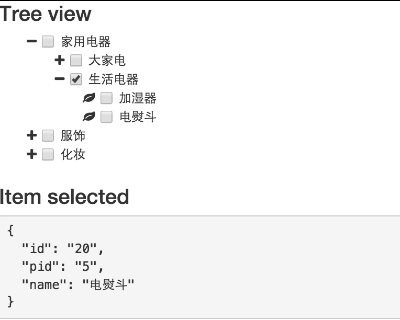 Tree view
家用电器
大家电
生活电器
加湿器
电熨斗
服饰
化妆
Item selected
{
"id": "20",
"pid": "5",
"name": "电熨斗"
}